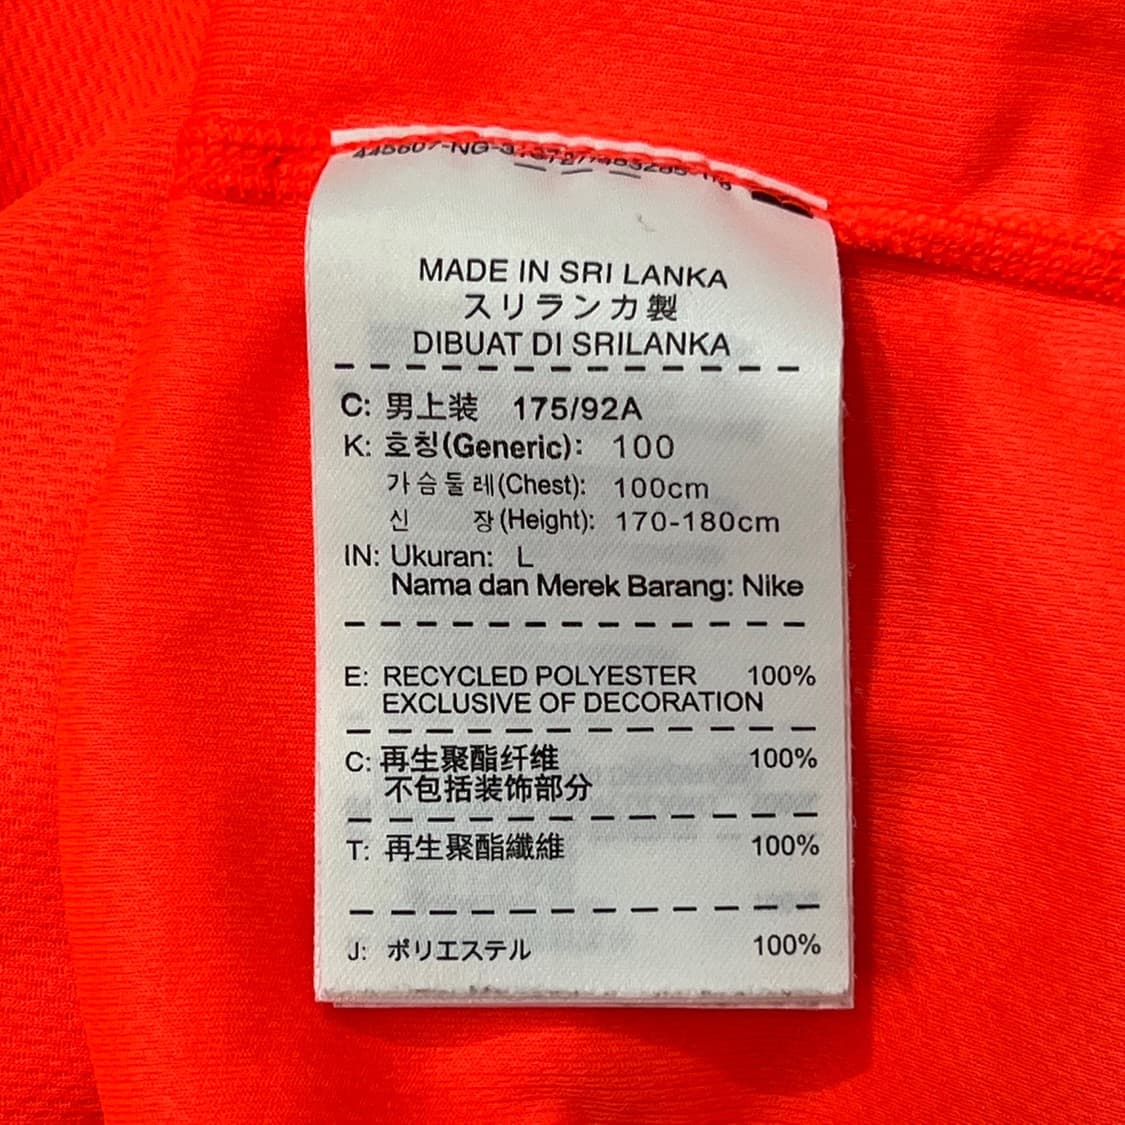 MADE IN SRI LANKA
スリランカ製
DIBUAT DI SRILANKA
C: 男上装 175/92A
K: 호칭(Generic): 100
가슴둘레(Chest): 100cm
신 장(Height): 170-180cm
IN: Ukuran: L
Nama dan Merek Barang: Nike
E: RECYCLED POLYESTER 100%
EXCLUSIVE OF DECORATION
C: 再生聚酯纤维 100%
不包括装饰部分
T: 再生聚酯纖維 100%
J: ポリエステル 100%